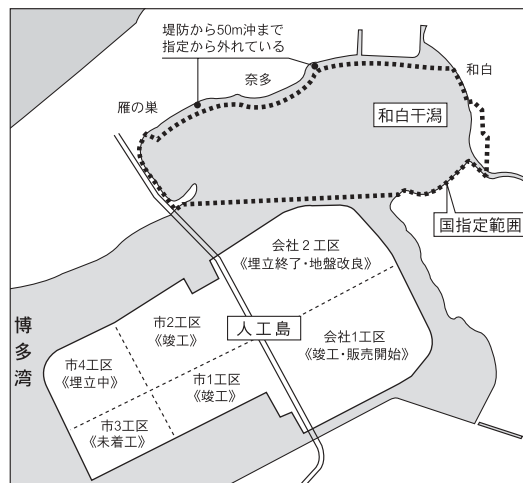 堤防から50m沖まで
指定から外れている
奈多
和白
雁の巣
和白干潟
国指定範囲
会社2工区
《埋立終了・地盤改良》
市2工区
《竣工》
人工島
会社1工区
《竣工・販売開始》
博多湾
市4工区
《埋立中》
市1工区
《竣工》
市3工区
《未着工》